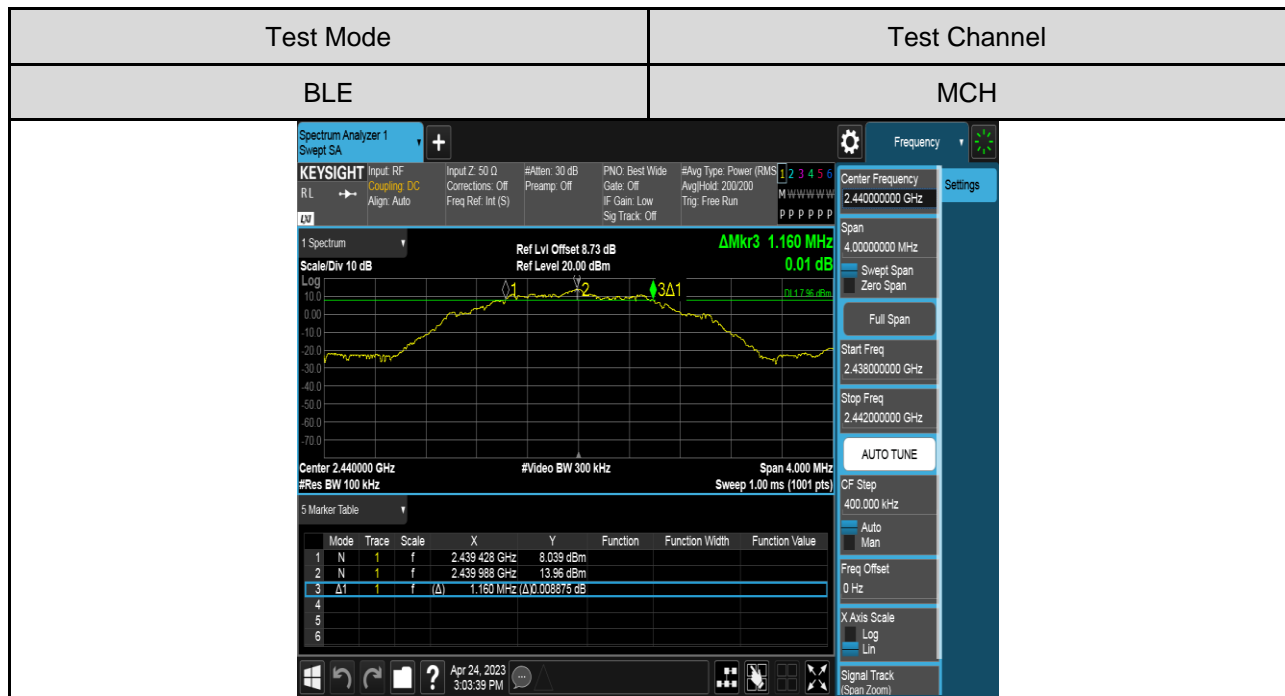 Test Mode
Test Channel
BLE
MCH
Spectrum Analyzer 1
Swept SA
+
Frequency
KEYSIGHT
Input: RF
Coupling: DC
Align: Auto
Input Z: 50 Ω
Corrections: Off
Freq Ref: Int (S)
#Atten: 30 dB
Preamp: Off
PNO: Best Wide
Gate: Off
IF Gain: Low
Sig Track: Off
#Avg Type: Power (RMS
Avg|Hold: 200/200
Trig: Free Run
1 2 3 4 5 6
M W W W W W
P P P P P P
RL
LXI
Center Frequency
2.440000000 GHz
Settings
Span
4.00000000 MHz
Swept Span
Zero Span
Full Span
Start Freq
2.438000000 GHz
Stop Freq
2.442000000 GHz
AUTO TUNE
CF Step
400.000 kHz
Auto
Man
Freq Offset
0 Hz
X Axis Scale
Log
Lin
Signal Track
(Span Zoom)
1 Spectrum
Scale/Div 10 dB
Ref Lvl Offset 8.73 dB
Ref Level 20.00 dBm
ΔMkr3 1.160 MHz
0.01 dB
Log
1
2
3Δ1
DL1 7.96 dBm
10.0
0.00
-10.0
-20.0
-30.0
-40.0
-50.0
-60.0
-70.0
Center 2.440000 GHz
#Video BW 300 kHz
Span 4.000 MHz
#Res BW 100 kHz
Sweep 1.00 ms (1001 pts)
5 Marker Table
Mode Trace Scale X Y Function Function Width Function Value
1 N 1 f 2.439 428 GHz 8.039 dBm
2 N 1 f 2.439 988 GHz 13.96 dBm
3 Δ1 1 f (Δ) 1.160 MHz (Δ) 0.008875 dB
4
5
6
?
Apr 24, 2023
3:03:39 PM